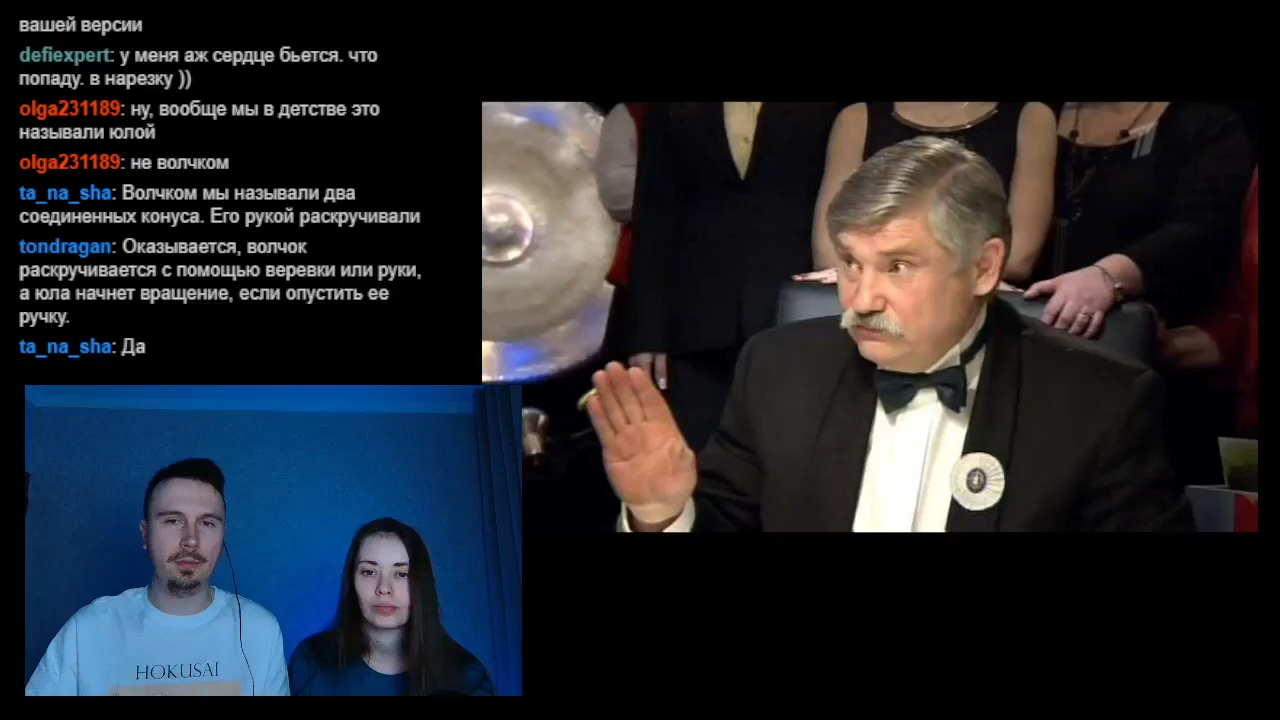 вашей версии
defiexpert: у меня аж сердце бьется. что
попаду. в нарезку ))
olga231189: ну, вообще мы в детстве это
называли юлой
olga231189: не волчком
ta_na_sha: Волчком мы называли два
соединенных конуса. Его рукой раскручивали
tondragan: Оказывается, волчок
раскручивается с помощью веревки или руки,
а юла начнет вращение, если опустить ее
ручку.
ta_na_sha: Да
HOKUSAI